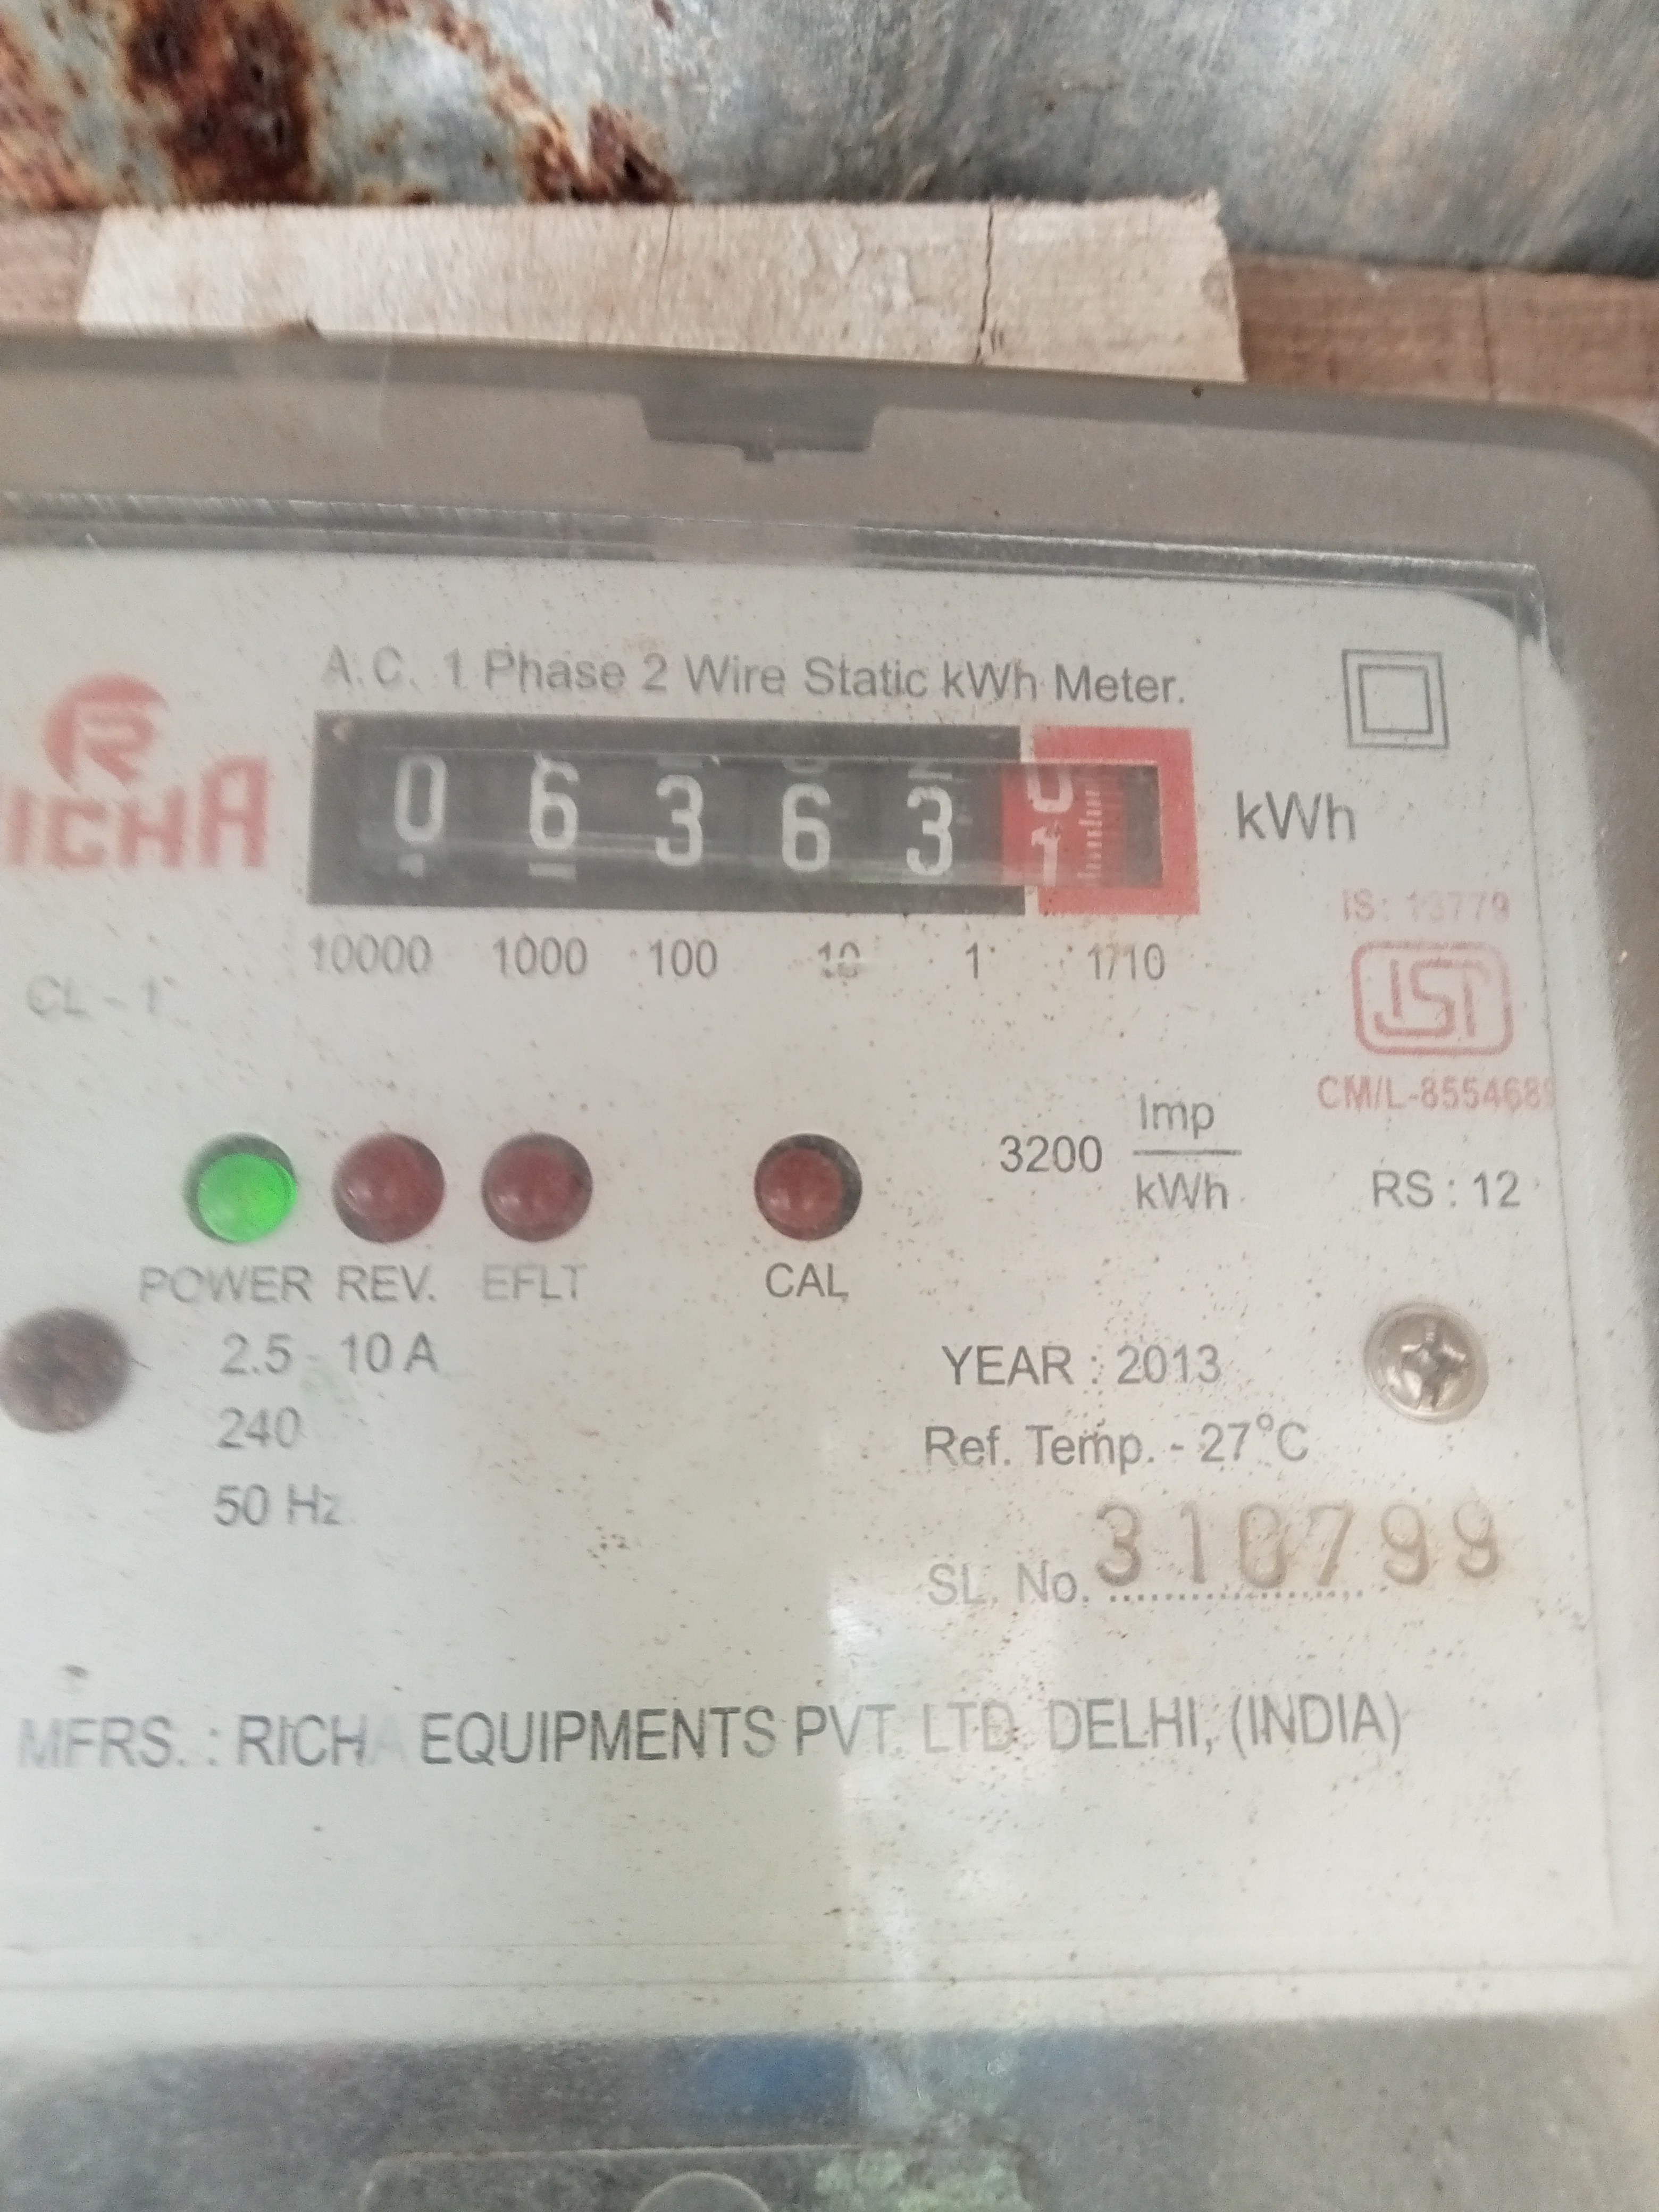 A.C. 1 Phase 2 Wire Static kWh Meter.
R
RICHA
0 6 3 6 3 0
1
kWh
10000 1000 100 10 1 1/10
IS: 13779
ISI
CL - 1
CM/L-855468
3200 Imp
kWh
RS : 12
POWER REV. EFLT CAL
2.5 - 10 A
240
50 Hz
YEAR : 2013
Ref. Temp. - 27°C
SL. No. 310799
MFRS. : RICHA EQUIPMENTS PVT. LTD. DELHI, (INDIA)